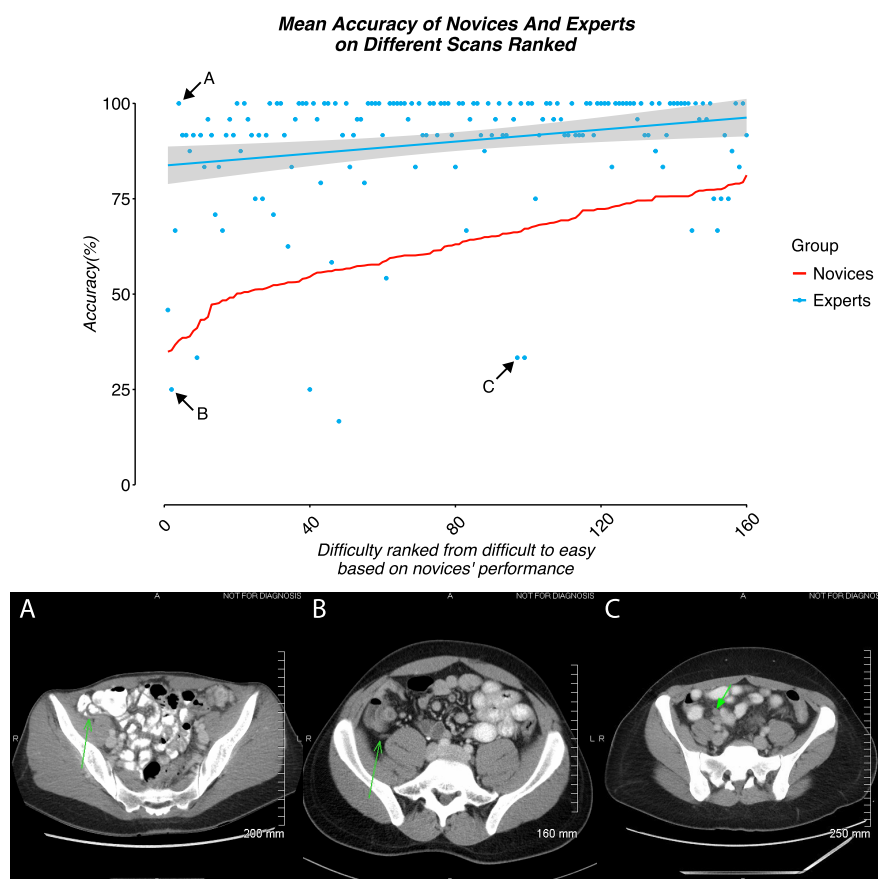 Mean Accuracy of Novices And Experts
on Different Scans Ranked
A
100
75
50
25
0
Accuracy(%)
B
C
Group
Novices
Experts
0
40
80
120
160
Difficulty ranked from difficult to easy
based on novices' performance
A
A
NOT FOR DIAGNOSIS
R
L
200 mm
B
A
NOT FOR DIAGNOSIS
R
L
160 mm
C
A
NOT FOR DIAGNOSIS
R
250 mm